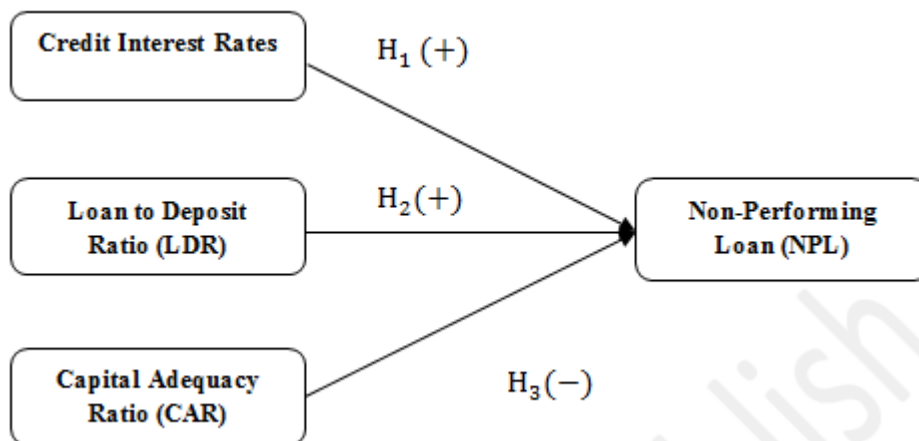 Credit Interest Rates
H₁ (+)
Loan to Deposit
Ratio (LDR)
H₂(+)
Non-Performing
Loan (NPL)
Capital Adequacy
Ratio (CAR)
H₃(−)